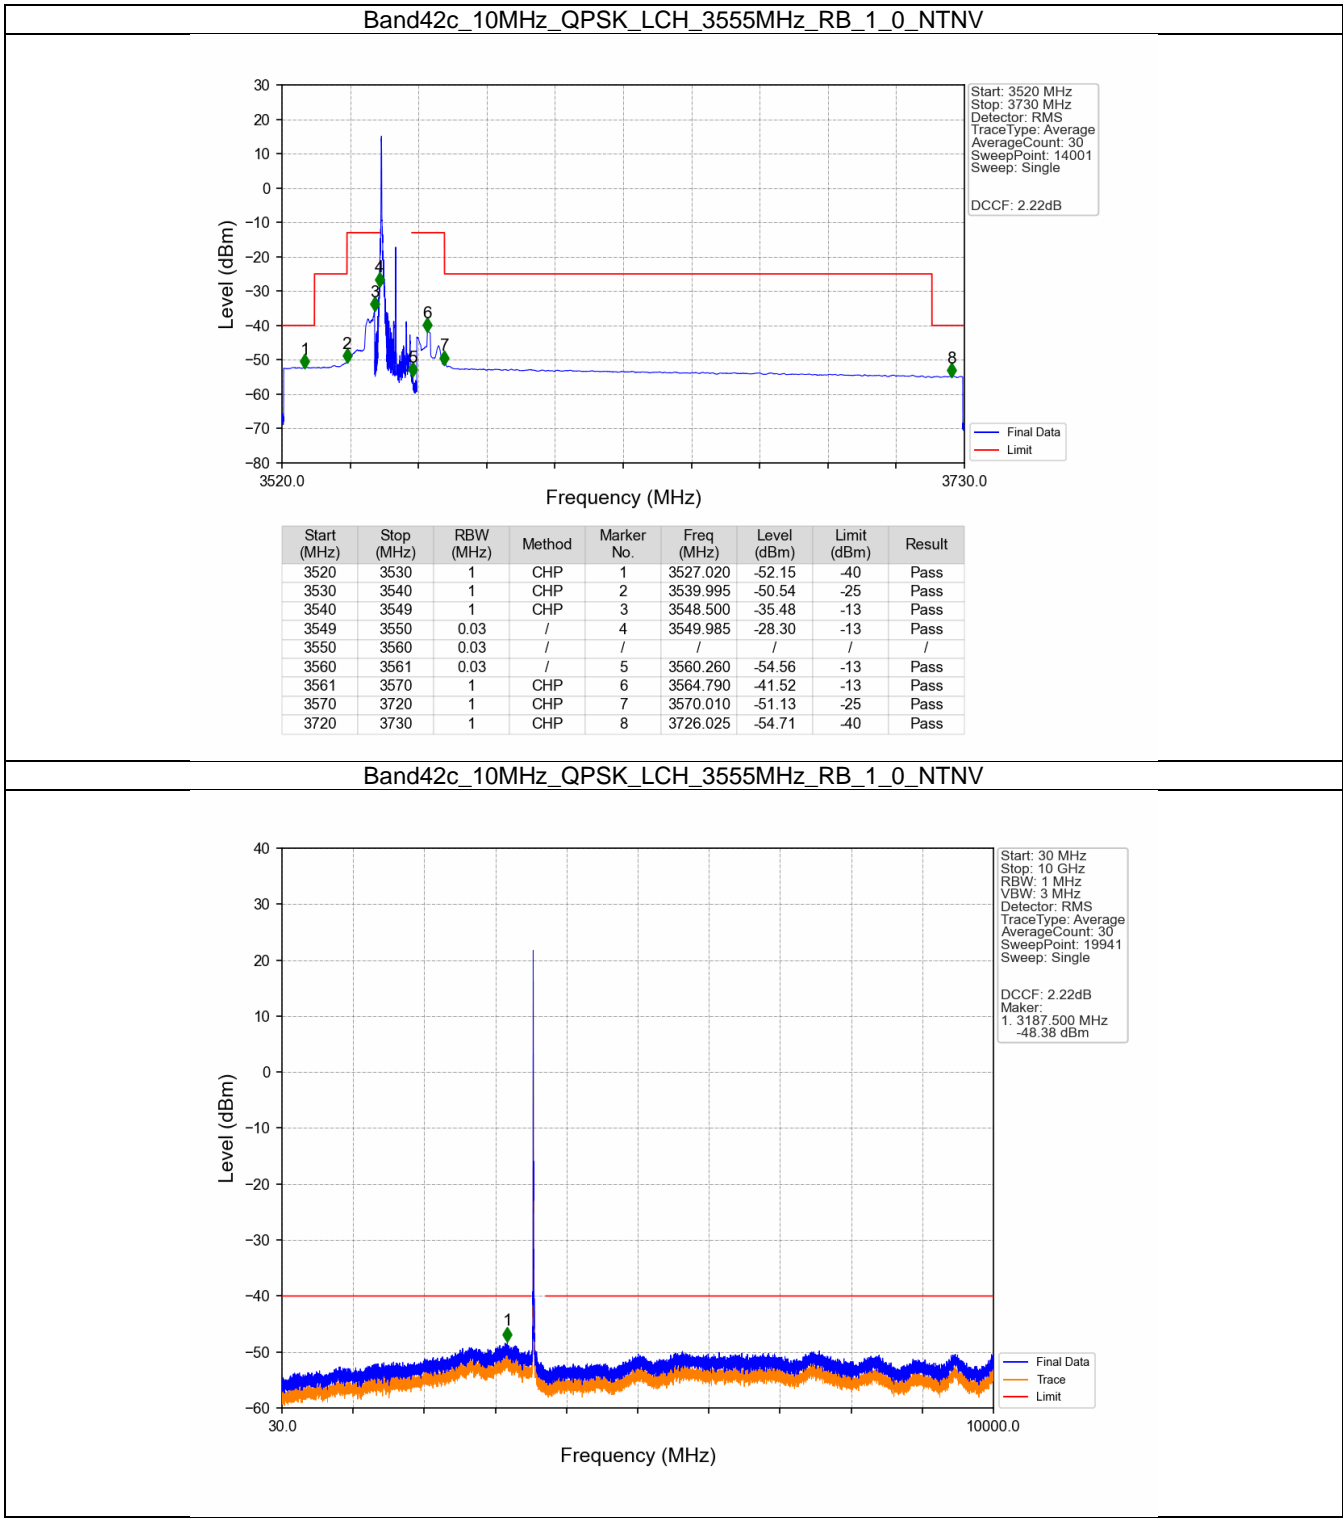 Band42c_10MHz_QPSK_LCH_3555MHz_RB_1_0_NTNV
30
20
10
0
−10
−20
−30
−40
−50
−60
−70
−80
Level (dBm)
1
2
3
4
5
6
7
8
3520.0
3730.0
Frequency (MHz)
Start: 3520 MHz
Stop: 3730 MHz
Detector: RMS
TraceType: Average
AverageCount: 30
SweepPoint: 14001
Sweep: Single
DCCF: 2.22dB
Final Data
Limit
Start (MHz) Stop (MHz) RBW (MHz) Method Marker No. Freq (MHz) Level (dBm) Limit (dBm) Result
3520 3530 1 CHP 1 3527.020 -52.15 -40 Pass
3530 3540 1 CHP 2 3539.995 -50.54 -25 Pass
3540 3549 1 CHP 3 3548.500 -35.48 -13 Pass
3549 3550 0.03 / 4 3549.985 -28.30 -13 Pass
3550 3560 0.03 / / / / / /
3560 3561 0.03 / 5 3560.260 -54.56 -13 Pass
3561 3570 1 CHP 6 3564.790 -41.52 -13 Pass
3570 3720 1 CHP 7 3570.010 -51.13 -25 Pass
3720 3730 1 CHP 8 3726.025 -54.71 -40 Pass
Band42c_10MHz_QPSK_LCH_3555MHz_RB_1_0_NTNV
40
30
20
10
0
−10
−20
−30
−40
−50
−60
Level (dBm)
1
30.0
10000.0
Frequency (MHz)
Start: 30 MHz
Stop: 10 GHz
RBW: 1 MHz
VBW: 3 MHz
Detector: RMS
TraceType: Average
AverageCount: 30
SweepPoint: 19941
Sweep: Single
DCCF: 2.22dB
Maker:
1. 3187.500 MHz
-48.38 dBm
Final Data
Trace
Limit